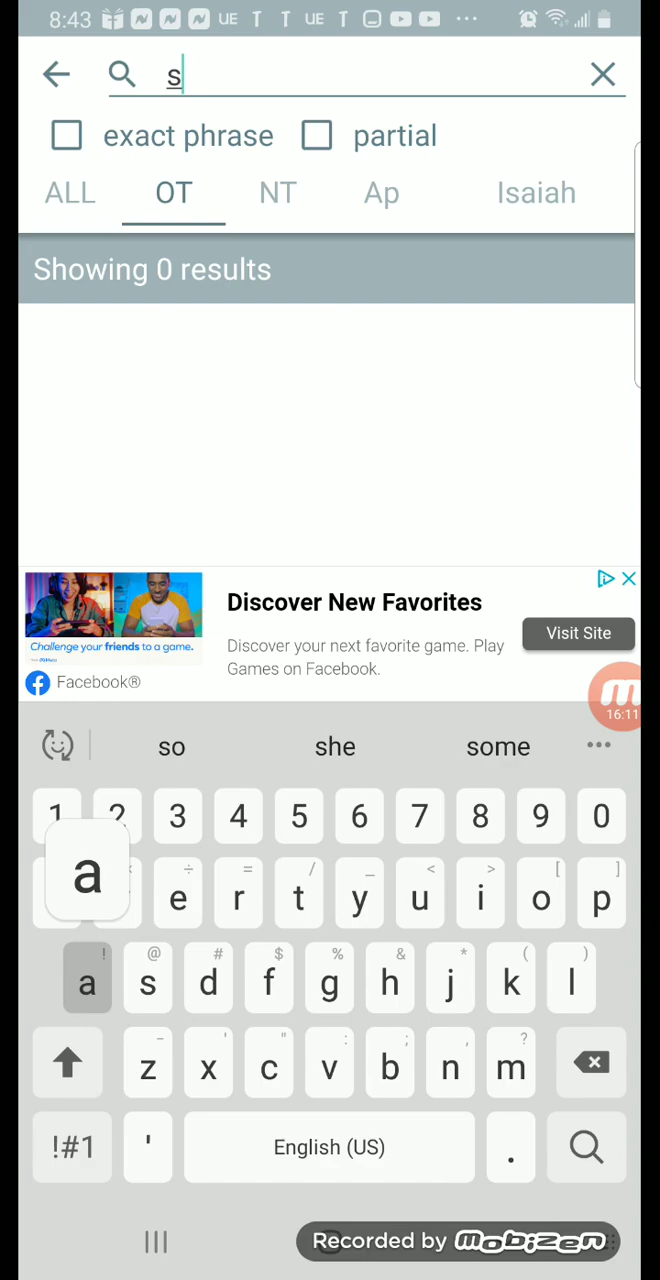 8:43 UE T T UE T
s
exact phrase partial
ALL OT NT Ap Isaiah
Showing 0 results
Challenge your friends to a game.
Discover New Favorites
Discover your next favorite game. Play
Games on Facebook.
Visit Site
Facebook®
16:11
so she some
1 2 3 4 5 6 7 8 9 0
÷ = / _ < > [ ]
a e r t y u i o p
! @ # $ % & * ( )
a s d f g h j k l
- ' " : ; , ?
z x c v b n m
!#1 ' English (US) .
Recorded by mobizen